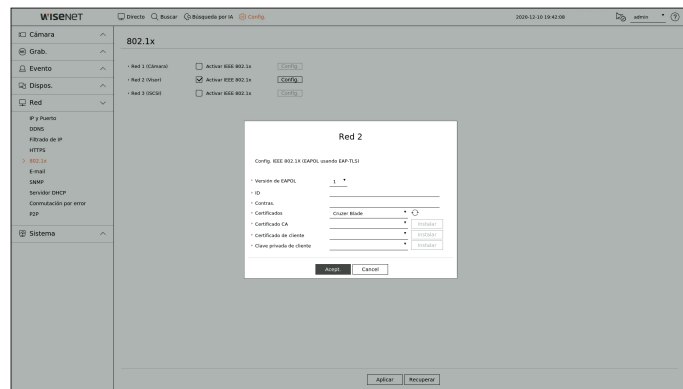 WISENET
Directo Buscar Búsqueda por IA Config. 2020-12-10 19:42:08 admin
Cámara
Grab.
Evento
Dispos.
Red
IP y Puerto
DDNS
Filtrado de IP
HTTPS
802.1x
E-mail
SNMP
Servidor DHCP
Conmutación por error
P2P
Sistema
802.1x
Red 1 (Cámara) Activar IEEE 802.1x Config.
Red 2 (Visor) Activar IEEE 802.1x Config.
Red 3 (iSCSI) Activar IEEE 802.1x Config.
Red 2
Config. IEEE 802.1X (EAPOL usando EAP-TLS)
Versión de EAPOL 1
ID
Contras.
Certificados Cruzer Blade
Certificado CA Instalar
Certificado de cliente Instalar
Clave privada de cliente Instalar
Acept. Cancel
Aplicar Recuperar